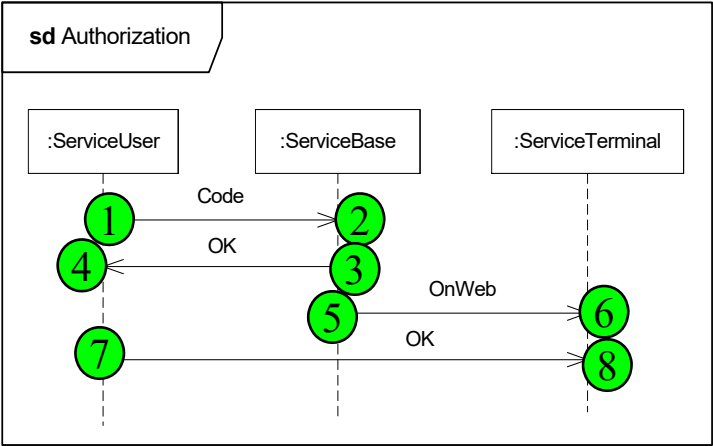 sd Authorization
:ServiceUser :ServiceBase :ServiceTerminal
Code
1 2
OK
4 3
OnWeb
5 6
OK
7 8